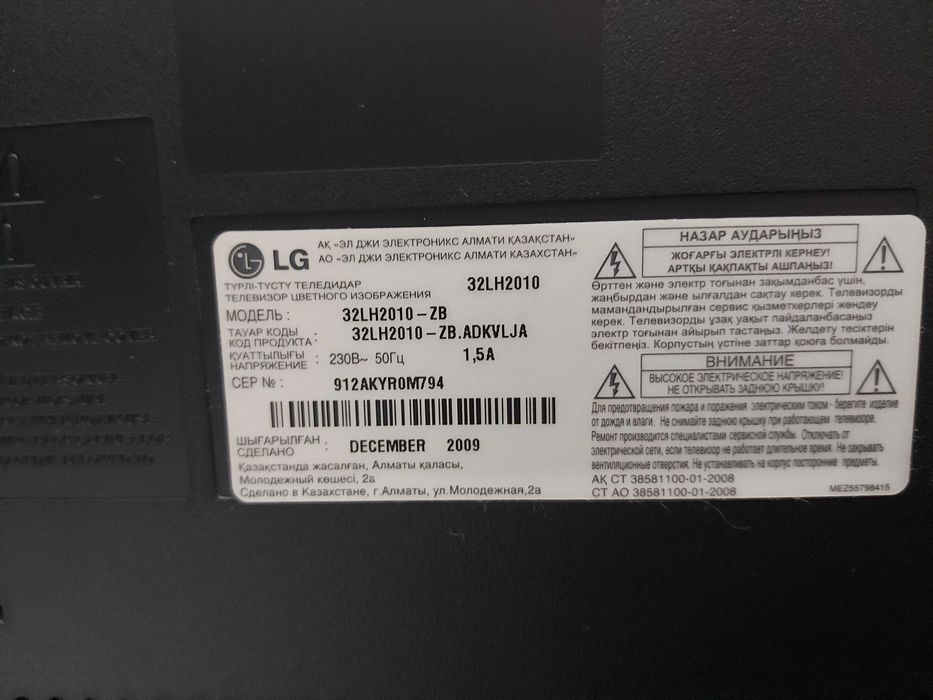 LG
АҚ «ЭЛ ДЖИ ЭЛЕКТРОНИКС АЛМАТИ ҚАЗАҚСТАН»
АО «ЭЛ ДЖИ ЭЛЕКТРОНИКС АЛМАТИ КАЗАХСТАН»
ТҮРЛІ-ТҮСТҮ ТЕЛЕДИДАР
ТЕЛЕВИЗОР ЦВЕТНОГО ИЗОБРАЖЕНИЯ 32LH2010
МОДЕЛЬ : 32LH2010-ZB
ТАУАР КОДЫ
КОД ПРОДУКТА : 32LH2010-ZB.ADKVLJA
ҚУАТТЫЛЫҒЫ
НАПРЯЖЕНИЕ : 230В~ 50Гц 1,5А
СЕР № : 912AKYR0M794
ШЫҒАРЫЛҒАН
СДЕЛАНО : DECEMBER 2009
Қазақстанда жасалған, Алматы қаласы,
Молодежный көшесі, 2а
Сделано в Казахстане, г.Алматы, ул.Молодежная,2а
НАЗАР АУДАРЫҢЫЗ
ЖОҒАРҒЫ ЭЛЕКТРЛІ КЕРНЕУ!
АРТҚЫ ҚАҚПАҚТЫ АШПАҢЫЗ!
Өрттен және электр тоғынан зақымданбас үшін,
жаңбырдан және ылғалдан сақтау керек. Телевизорды
мамандандырылған сервис қызметкерлері жөндеу
керек. Телевизорды ұзақ уақыт пайдаланбасаңыз
электр тоғынан айырып тастаңыз. Желдету тесіктерін
бекітпеңіз. Корпустың үстіне заттар қоюға болмайды.
ВНИМАНИЕ
ВЫСОКОЕ ЭЛЕКТРИЧЕСКОЕ НАПРЯЖЕНИЕ!
НЕ ОТКРЫВАТЬ ЗАДНЮЮ КРЫШКУ!
Для предотвращения пожара и поражения электрическим током - берегите изделие
от дождя и влаги. Не снимайте заднюю крышку при работающем телевизоре.
Ремонт производится специалистами сервисной службы. Отключать от
электрической сети, если телевизор не работает длительное время. Не закрывать
вентиляционные отверстия. Не устанавливать на корпус посторонние предметы.
АҚ СТ 38581100-01-2008
СТ АО 38581100-01-2008
MEZ55798415